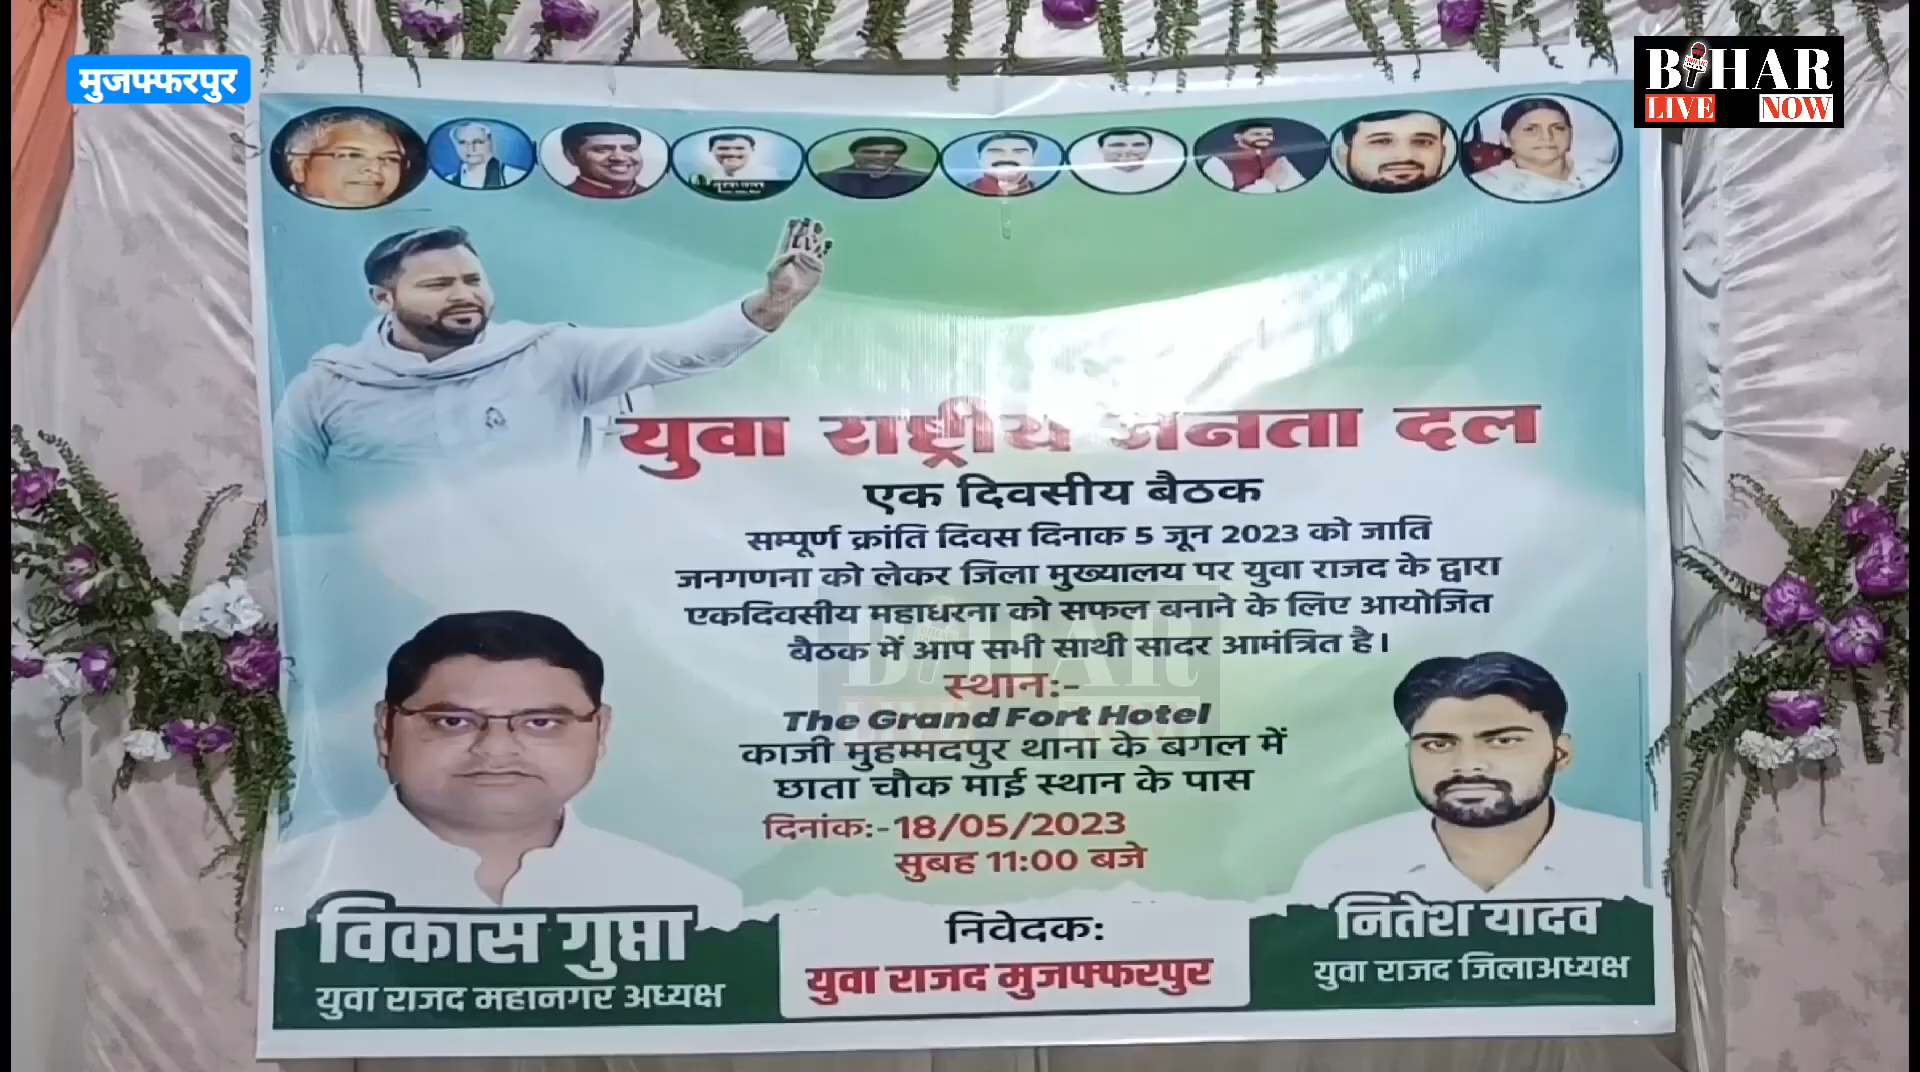 मुजफ्फरपुर
BIHAR
LIVE NOW
युवा राष्ट्रीय जनता दल
एक दिवसीय बैठक
सम्पूर्ण क्रांति दिवस दिनाक 5 जून 2023 को जाति
जनगणना को लेकर जिला मुख्यालय पर युवा राजद के द्वारा
एकदिवसीय महाधरना को सफल बनाने के लिए आयोजित
बैठक में आप सभी साथी सादर आमंत्रित है।
स्थान:-
The Grand Fort Hotel
काजी मुहम्मदपुर थाना के बगल में
छाता चौक माई स्थान के पास
दिनांक:-18/05/2023
सुबह 11:00 बजे
विकास गुप्ता
युवा राजद महानगर अध्यक्ष
निवेदक:
युवा राजद मुजफ्फरपुर
नितेश यादव
युवा राजद जिलाअध्यक्ष
BIHAR
LIVE NOW